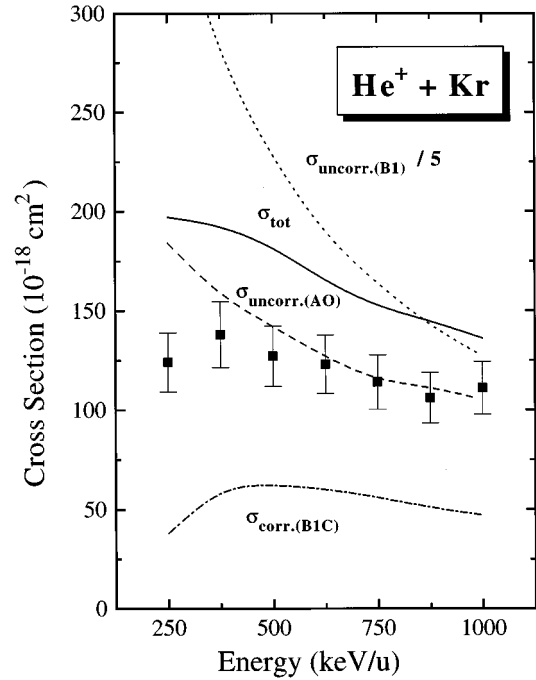 300
250
200
150
100
50
0
Cross Section (10⁻¹⁸ cm²)
He⁺ + Kr
σuncorr.(B1) / 5
σtot
σuncorr.(AO)
σcorr.(B1C)
250 500 750 1000
Energy (keV/u)